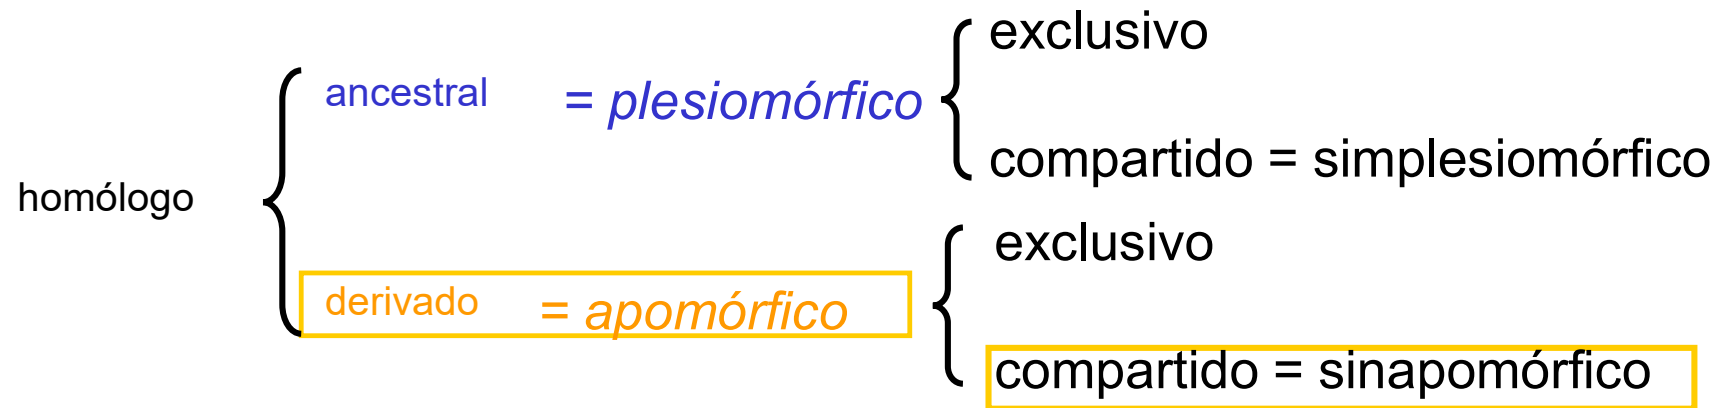 exclusivo
ancestral = plesiomórfico
compartido = simplesiomórfico
homólogo
exclusivo
derivado = apomórfico
compartido = sinapomórfico